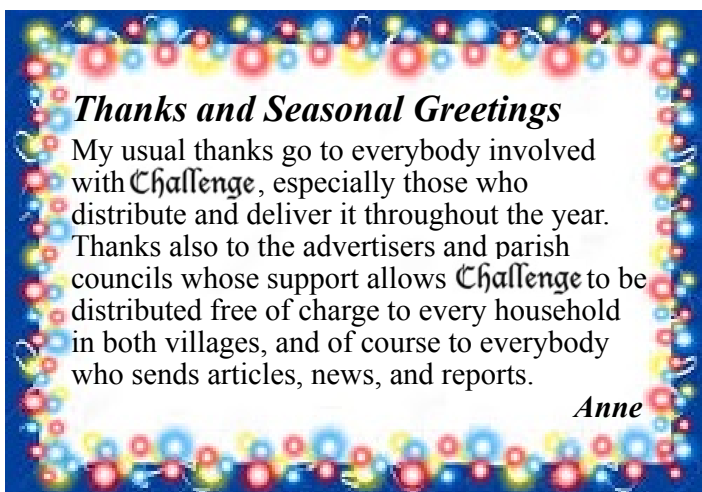 Thanks and Seasonal Greetings
My usual thanks go to everybody involved
with Challenge, especially those who
distribute and deliver it throughout the year.
Thanks also to the advertisers and parish
councils whose support allows Challenge to be
distributed free of charge to every household
in both villages, and of course to everybody
who sends articles, news, and reports.
Anne